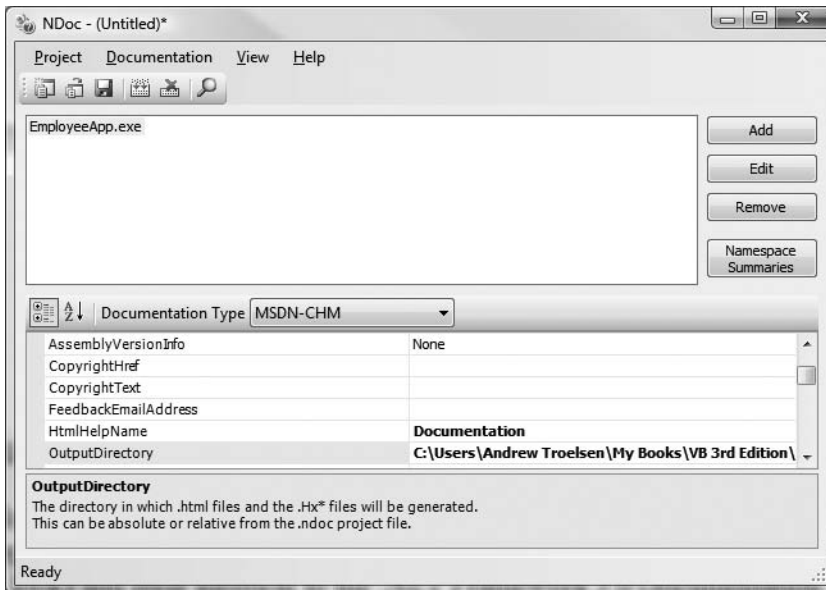 NDoc - (Untitled)*
Project Documentation View Help
EmployeeApp.exe
Add
Edit
Remove
Namespace
Summaries
Documentation Type MSDN-CHM
AssemblyVersionInfo None
CopyrightHref
CopyrightText
FeedbackEmailAddress
HtmlHelpName Documentation
OutputDirectory C:\Users\Andrew Troelsen\My Books\VB 3rd Edition\
OutputDirectory
The directory in which .html files and the .Hx* files will be generated.
This can be absolute or relative from the .ndoc project file.
Ready